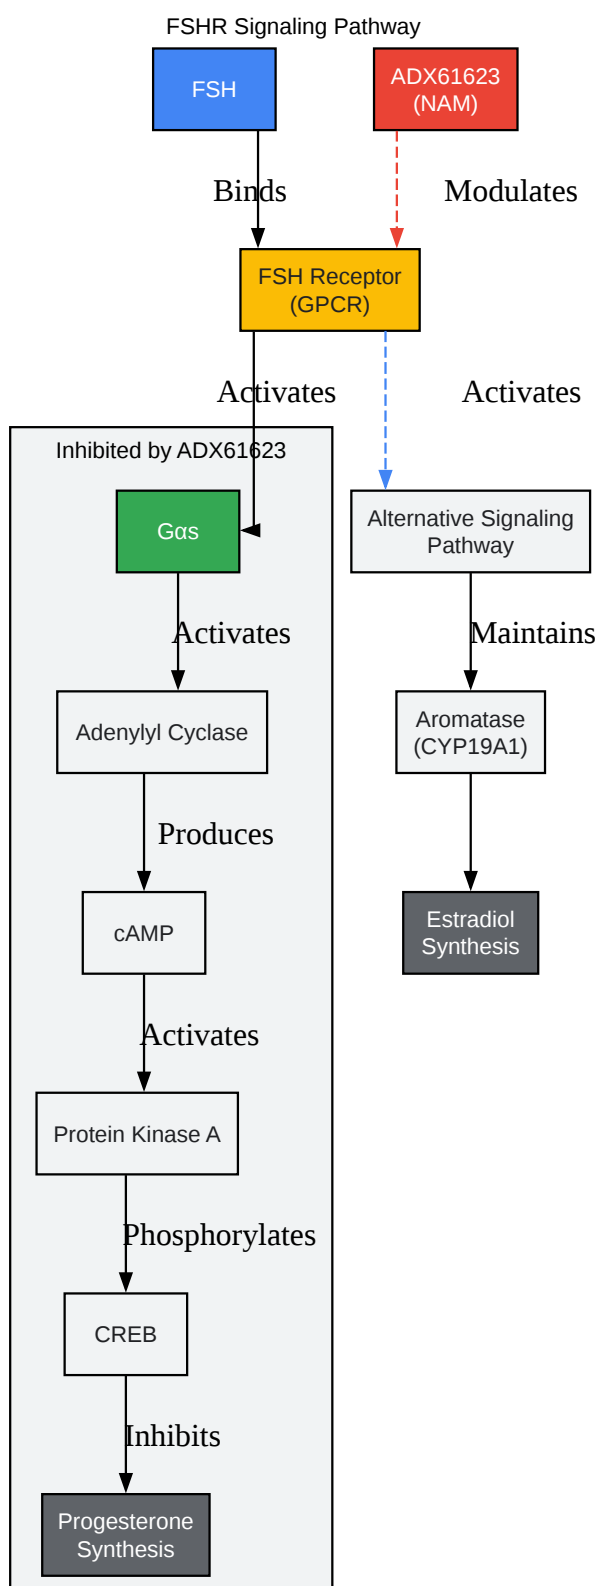 FSHR Signaling Pathway
FSH
ADX61623
(NAM)
Binds
Modulates
FSH Receptor
(GPCR)
Activates
Activates
Inhibited by ADX61623
Gαs
Alternative Signaling
Pathway
Activates
Maintains
Adenylyl Cyclase
Aromatase
(CYP19A1)
Produces
cAMP
Estradiol
Synthesis
Activates
Protein Kinase A
Phosphorylates
CREB
Inhibits
Progesterone
Synthesis